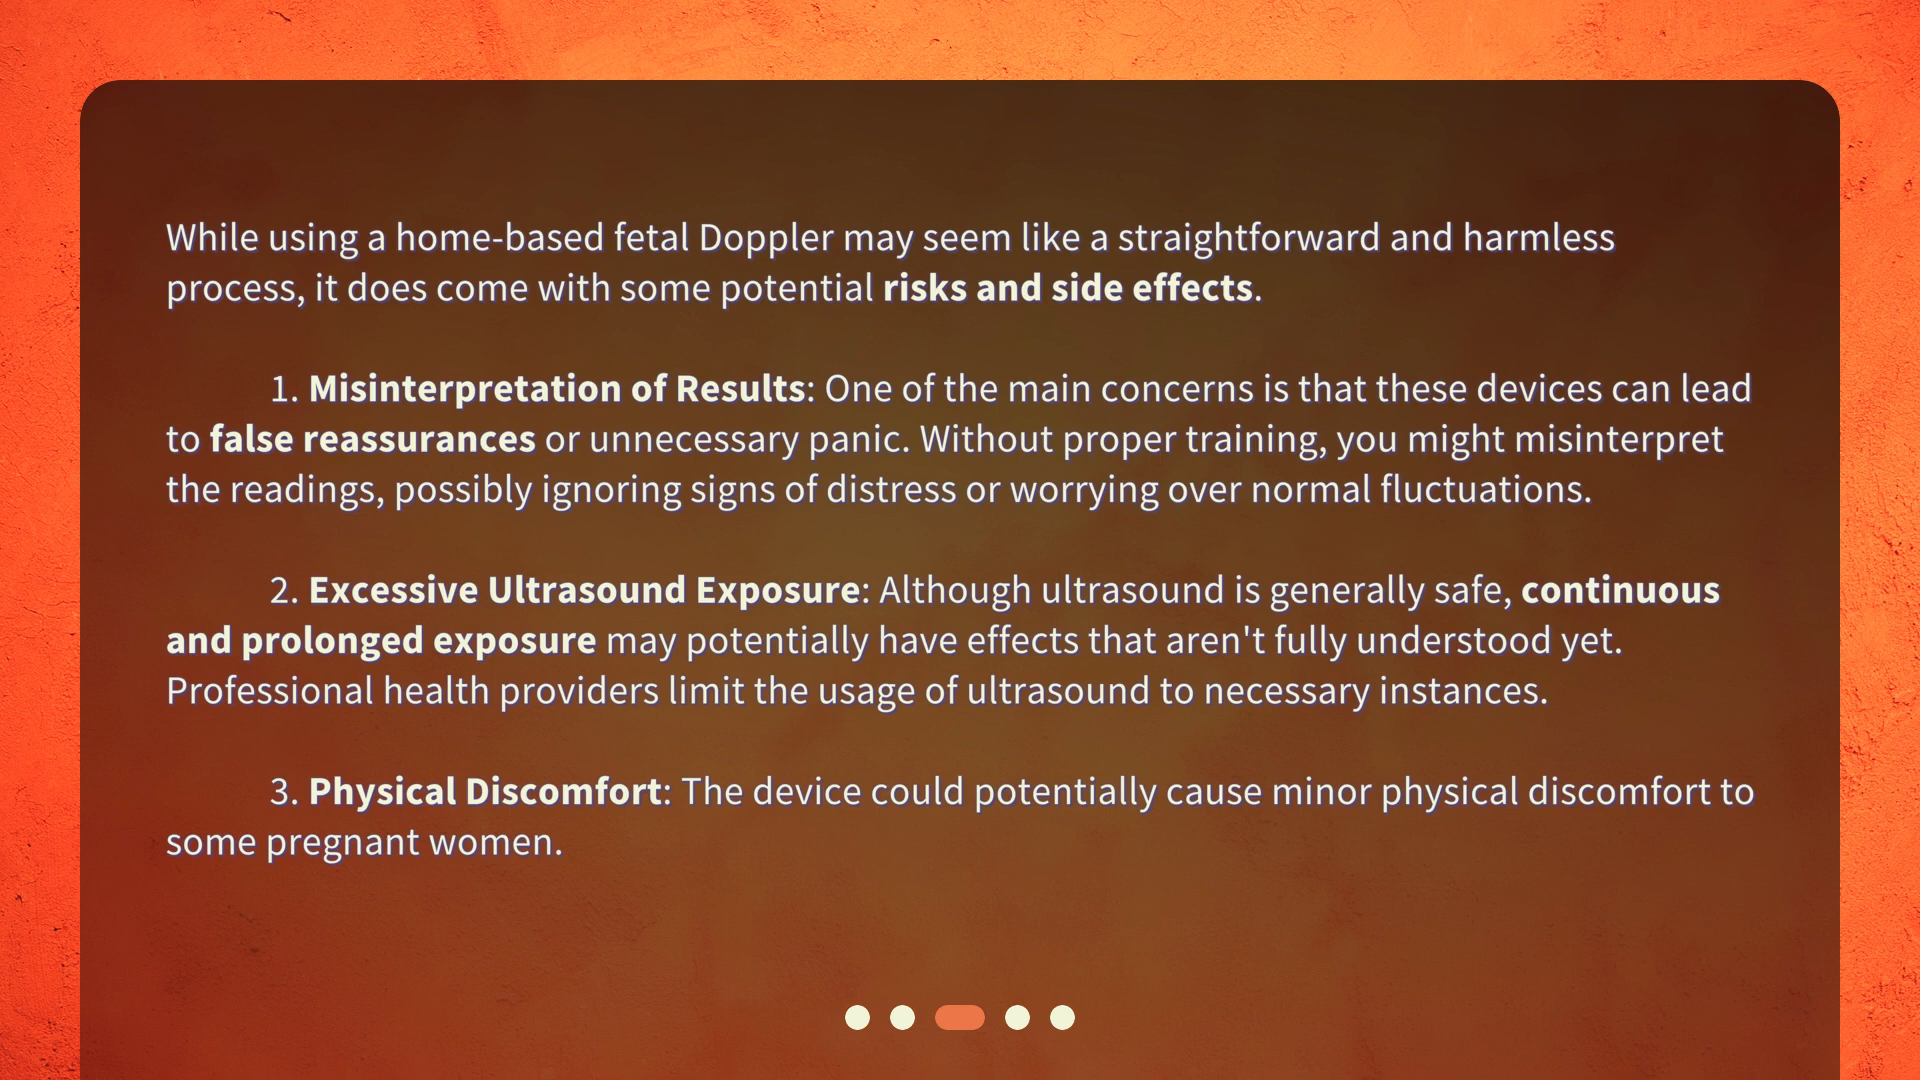 While using a home-based fetal Doppler may seem like a straightforward and harmless
process, it does come with some potential risks and side effects.
1. Misinterpretation of Results: One of the main concerns is that these devices can lead
to false reassurances or unnecessary panic. Without proper training, you might misinterpret
the readings, possibly ignoring signs of distress or worrying over normal fluctuations.
2. Excessive Ultrasound Exposure: Although ultrasound is generally safe, continuous
and prolonged exposure may potentially have effects that aren't fully understood yet.
Professional health providers limit the usage of ultrasound to necessary instances.
3. Physical Discomfort: The device could potentially cause minor physical discomfort to
some pregnant women.